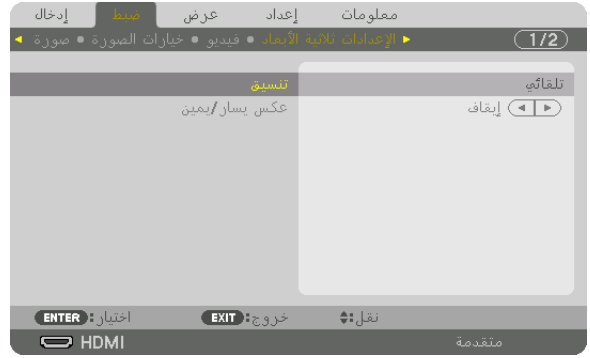 إدخال ضبط عرض إعداد معلومات
◄ صورة ● خيارات الصورة ● فيديو ● الإعدادات ثلاثية الأبعاد ► 1/2
تنسيق تلقائي
عكس يسار/يمين إيقاف
ENTER: اختيار EXIT: خروج نقل:
HDMI متقدمة